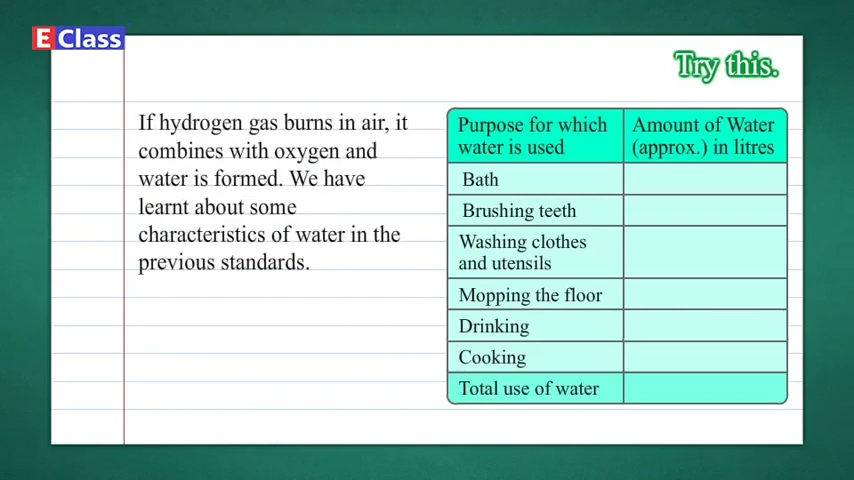 E Class
Try this.
If hydrogen gas burns in air, it
combines with oxygen and
water is formed. We have
learnt about some
characteristics of water in the
previous standards.
Purpose for which
water is used
Amount of Water
(approx.) in litres
Bath
Brushing teeth
Washing clothes
and utensils
Mopping the floor
Drinking
Cooking
Total use of water